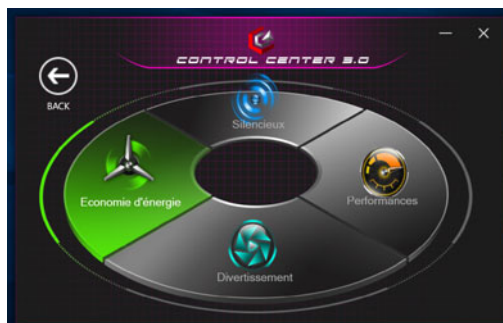 CONTROL CENTER 3.0
BACK
Silencieux
Economie d'énergie
Performances
Divertissement